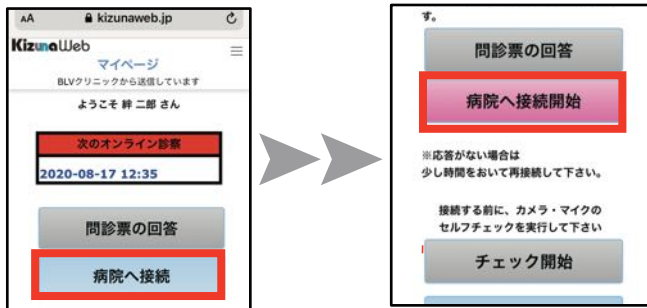 AA kizunaweb.jp
KizunaWeb
マイページ
BLVクリニックから送信しています
ようこそ 絆 二郎 さん
次のオンライン診察
2020-08-17 12:35
問診票の回答
病院へ接続
す。
問診票の回答
病院へ接続開始
※応答がない場合は
少し時間をおいて再接続して下さい。
接続する前に、カメラ・マイクの
セルフチェックを実行して下さい
チェック開始